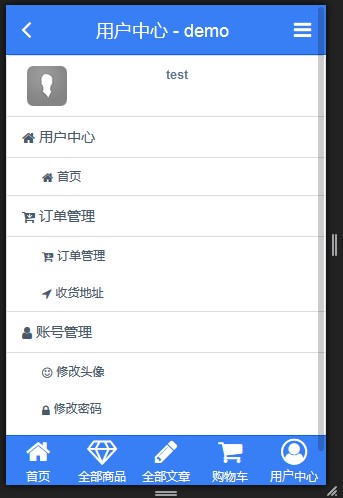 用户中心 - demo
test
用户中心
首页
订单管理
订单管理
收货地址
账号管理
修改头像
修改密码
首页 全部商品 全部文章 购物车 用户中心